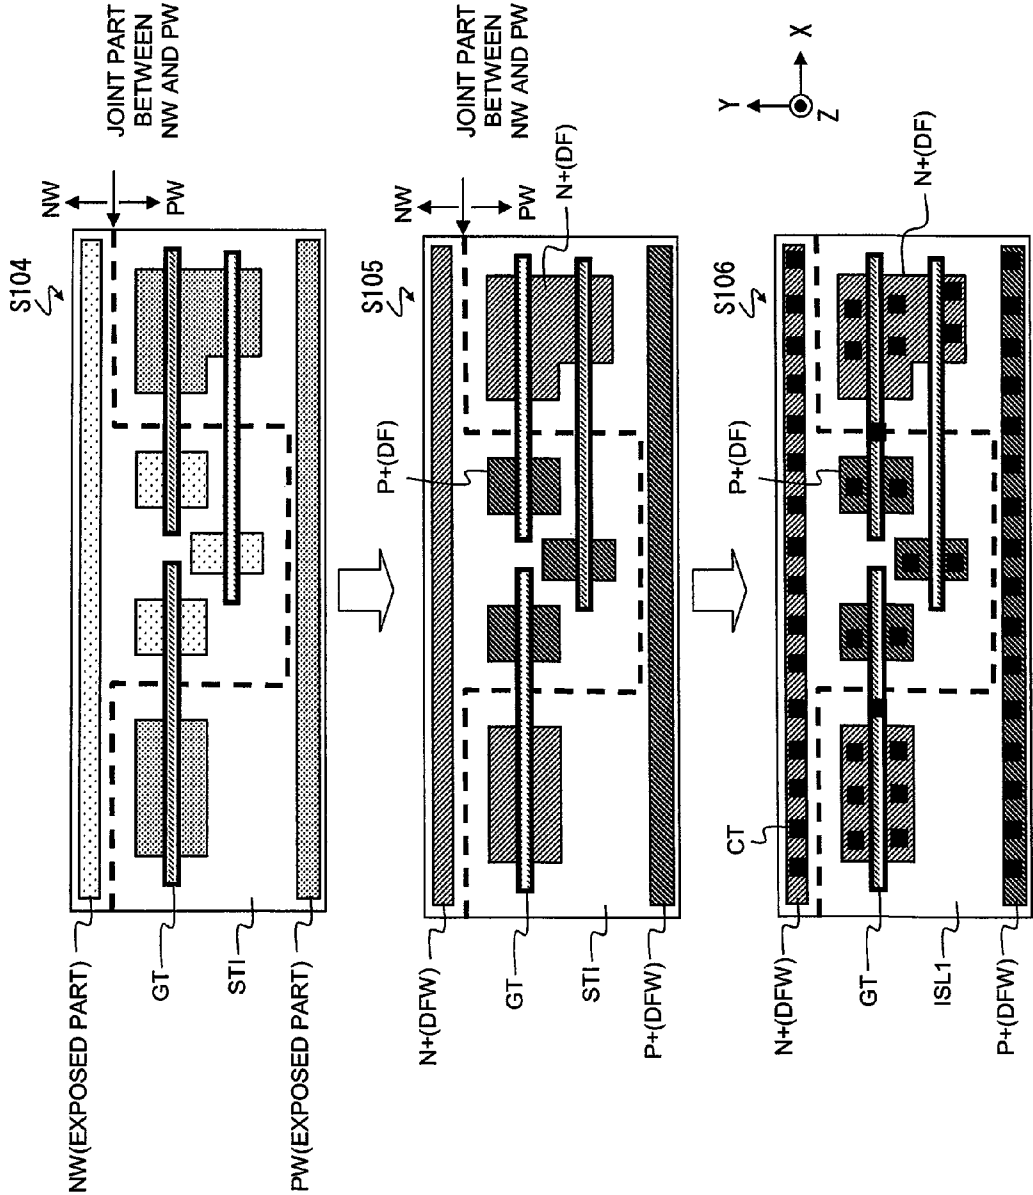 S104
NW
PW
JOINT PART
BETWEEN
NW AND PW
NW(EXPOSED PART)
GT
STI
PW(EXPOSED PART)
S105
NW
PW
JOINT PART
BETWEEN
NW AND PW
N+(DF)
P+(DF)
N+(DFW)
GT
STI
P+(DFW)
S106
N+(DF)
P+(DF)
CT
N+(DFW)
GT
ISL1
P+(DFW)
Y
X
Z